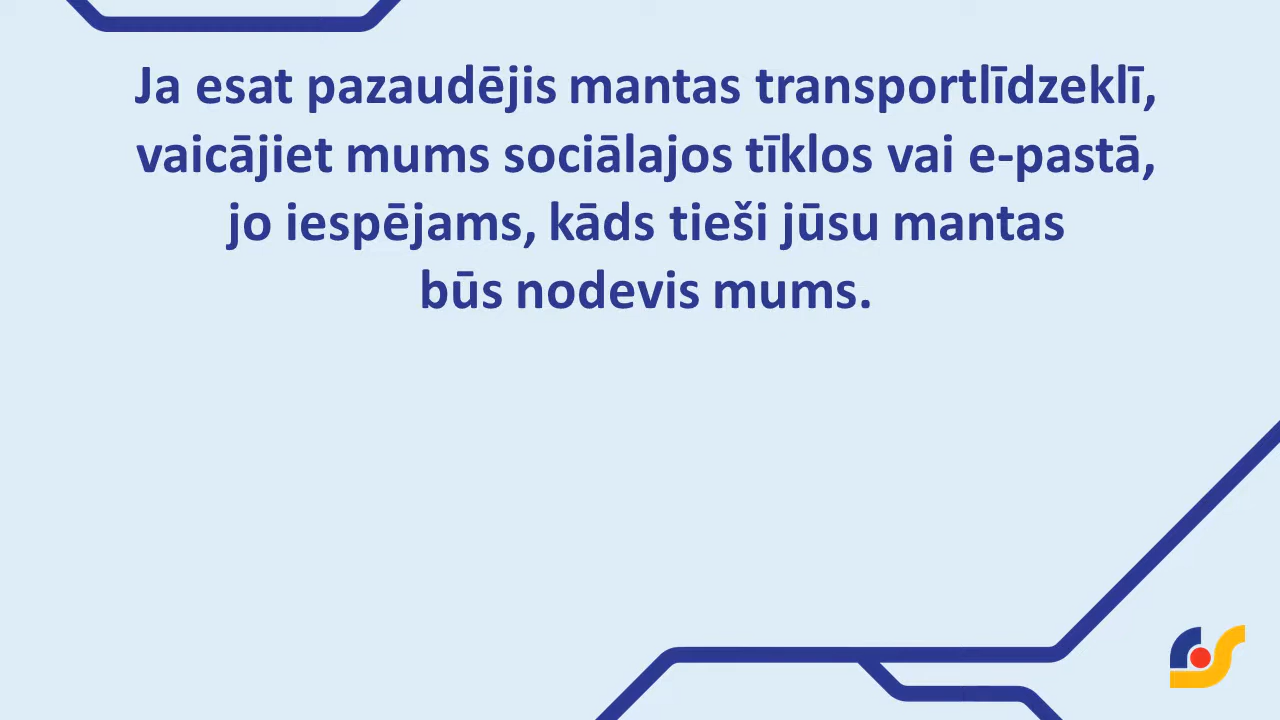 Ja esat pazaudējis mantas transportlīdzeklī,
vaicājiet mums sociālajos tīklos vai e-pastā,
jo iespējams, kāds tieši jūsu mantas
būs nodevis mums.